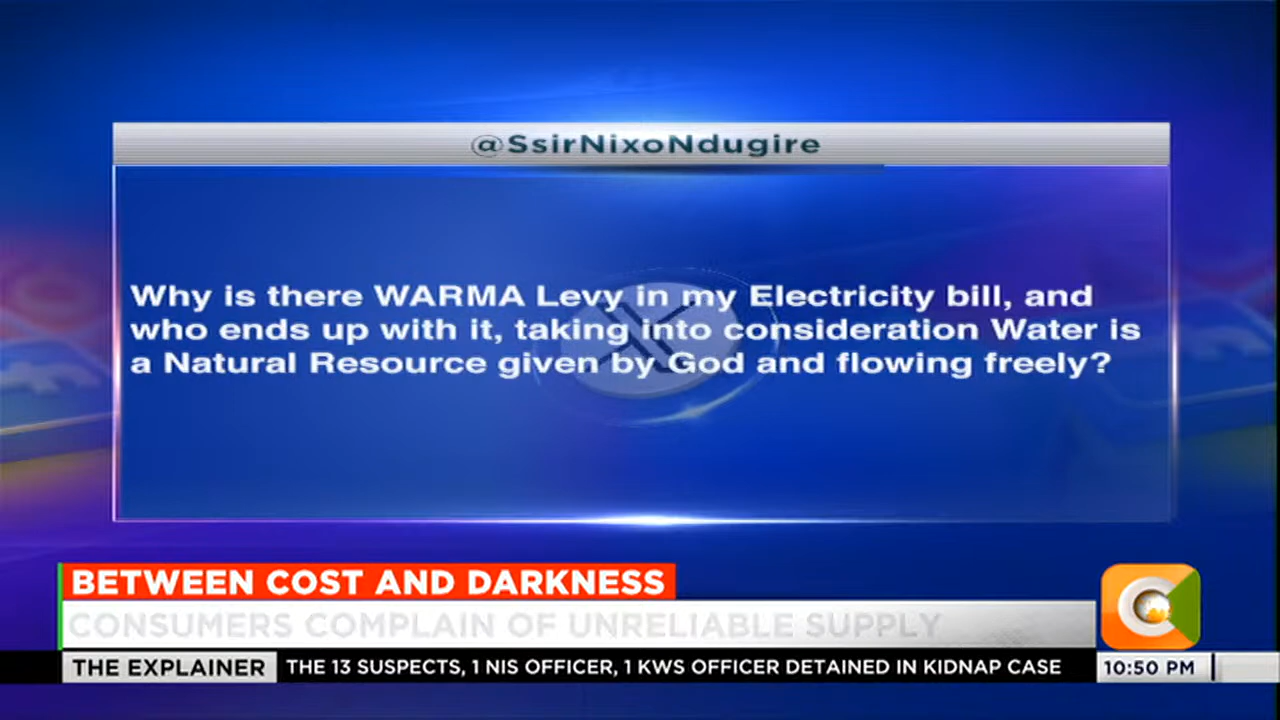 @SsirNixoNdugire
Why is there WARMA Levy in my Electricity bill, and
who ends up with it, taking into consideration Water is
a Natural Resource given by God and flowing freely?
BETWEEN COST AND DARKNESS
CONSUMERS COMPLAIN OF UNRELIABLE SUPPLY
THE EXPLAINER THE 13 SUSPECTS, 1 NIS OFFICER, 1 KWS OFFICER DETAINED IN KIDNAP CASE 10:50 PM